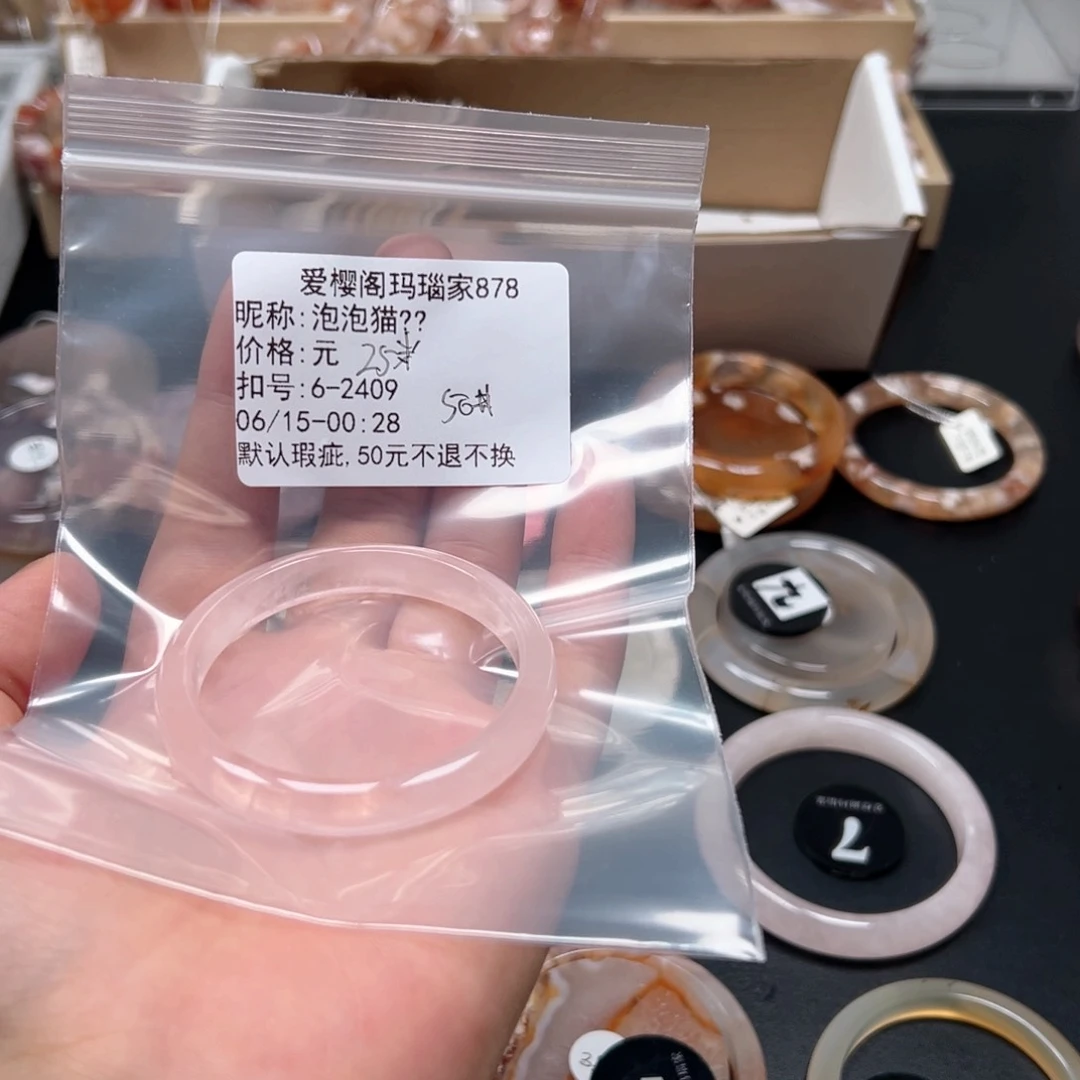 爱樱阁玛瑙家878
昵称:泡泡猫??
价格:元 25#
扣号:6-2409
56#
06/15-00:28
默认瑕疵,50元不退不换
7